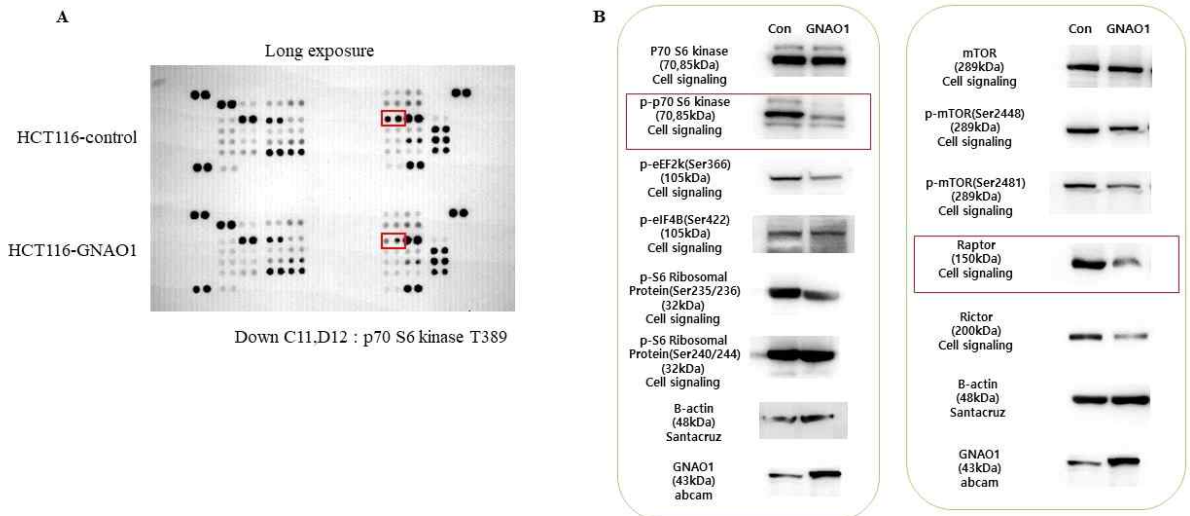 A
Long exposure
HCT116-control
HCT116-GNAO1
Down C11,D12 : p70 S6 kinase T389
B
Con GNAO1
P70 S6 kinase
(70,85kDa)
Cell signaling
p-p70 S6 kinase
(70,85kDa)
Cell signaling
p-eEF2k(Ser366)
(105kDa)
Cell signaling
p-eIF4B(Ser422)
(105kDa)
Cell signaling
p-S6 Ribosomal
Protein(Ser235/236)
(32kDa)
Cell signaling
p-S6 Ribosomal
Protein(Ser240/244)
(32kDa)
Cell signaling
B-actin
(48kDa)
Santacruz
GNAO1
(43kDa)
abcam
Con GNAO1
mTOR
(289kDa)
Cell signaling
p-mTOR(Ser2448)
(289kDa)
Cell signaling
p-mTOR(Ser2481)
(289kDa)
Cell signaling
Raptor
(150kDa)
Cell signaling
Rictor
(200kDa)
Cell signaling
B-actin
(48kDa)
Santacruz
GNAO1
(43kDa)
abcam